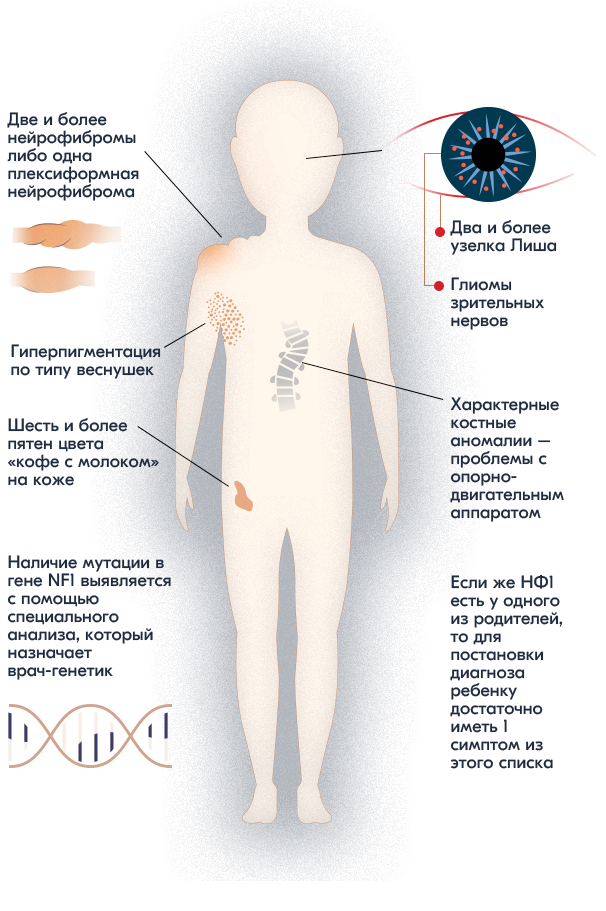 Две и более
нейрофибромы
либо одна
плексиформная
нейрофиброма
Гиперпигментация
по типу веснушек
Шесть и более
пятен цвета
«кофе с молоком»
на коже
Наличие мутации в
гене NF1 выявляется
с помощью
специального
анализа, который
назначает
врач-генетик
Два и более
узелка Лиша
Глиомы
зрительных
нервов
Характерные
костные
аномалии –
проблемы с
опорно-
двигательным
аппаратом
Если же НФ1
есть у одного
из родителей,
то для
постановки
диагноза
ребенку
достаточно
иметь 1
симптом из
этого списка